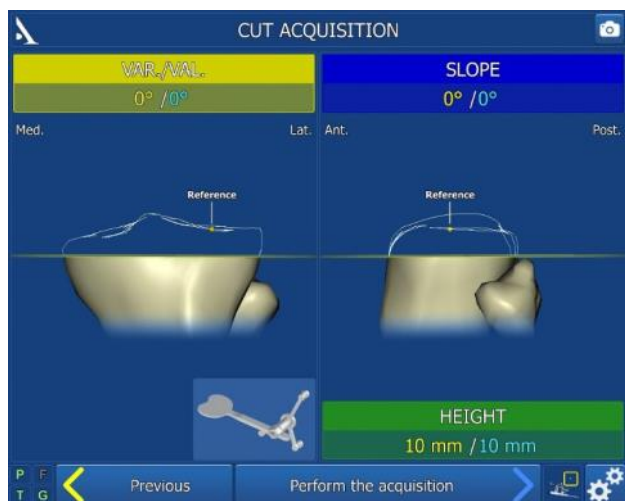 CUT ACQUISITION
VAR./VAL.
0° /0°
SLOPE
0° /0°
Med.
Lat.
Ant.
Post.
Reference
Reference
HEIGHT
10 mm /10 mm
P F
T G
Previous
Perform the acquisition